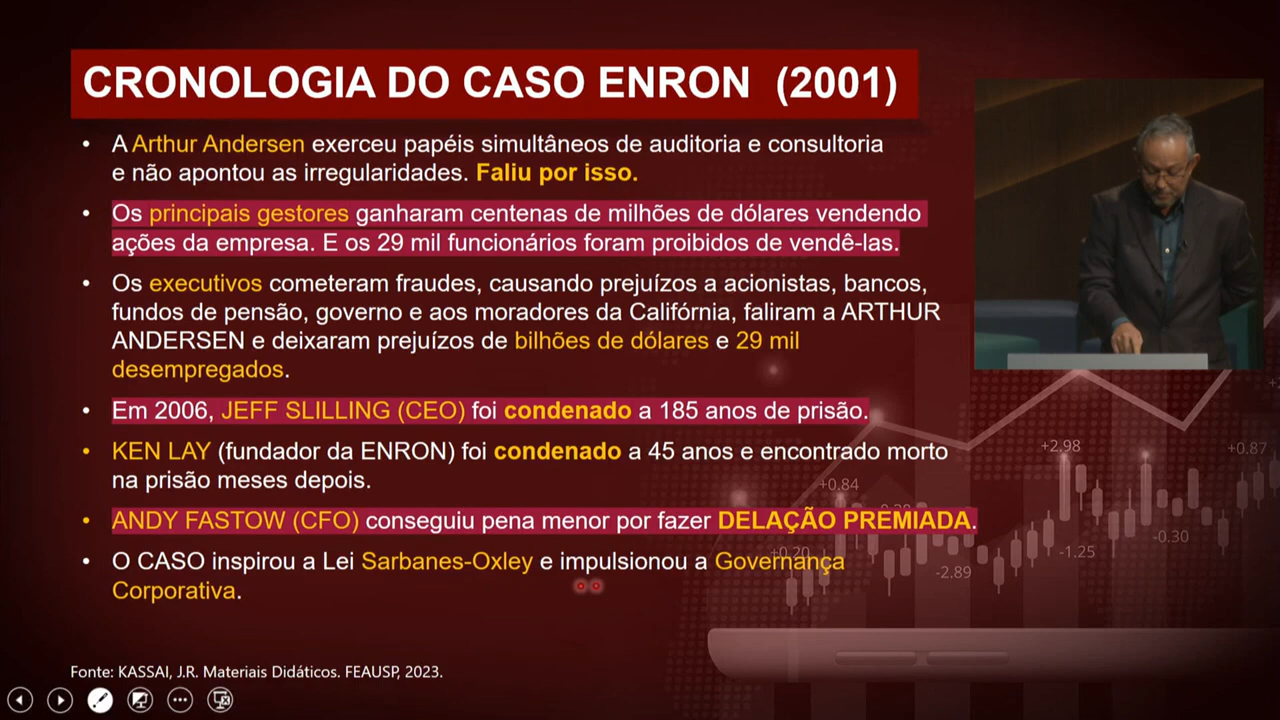 CRONOLOGIA DO CASO ENRON (2001)
• A Arthur Andersen exerceu papéis simultâneos de auditoria e consultoria
e não apontou as irregularidades. Faliu por isso.
• Os principais gestores ganharam centenas de milhões de dólares vendendo
ações da empresa. E os 29 mil funcionários foram proibidos de vendê-las.
• Os executivos cometeram fraudes, causando prejuízos a acionistas, bancos,
fundos de pensão, governo e aos moradores da Califórnia, faliram a ARTHUR
ANDERSEN e deixaram prejuízos de bilhões de dólares e 29 mil
desempregados.
• Em 2006, JEFF SLILLING (CEO) foi condenado a 185 anos de prisão.
• KEN LAY (fundador da ENRON) foi condenado a 45 anos e encontrado morto
na prisão meses depois.
• ANDY FASTOW (CFO) conseguiu pena menor por fazer DELAÇÃO PREMIADA.
• O CASO inspirou a Lei Sarbanes-Oxley e impulsionou a Governança
Corporativa.
+2.98
+0.87
+0.84
+0.20
-1.25
-0.30
-2.89
Fonte: KASSAI, J.R. Materiais Didáticos. FEAUSP, 2023.